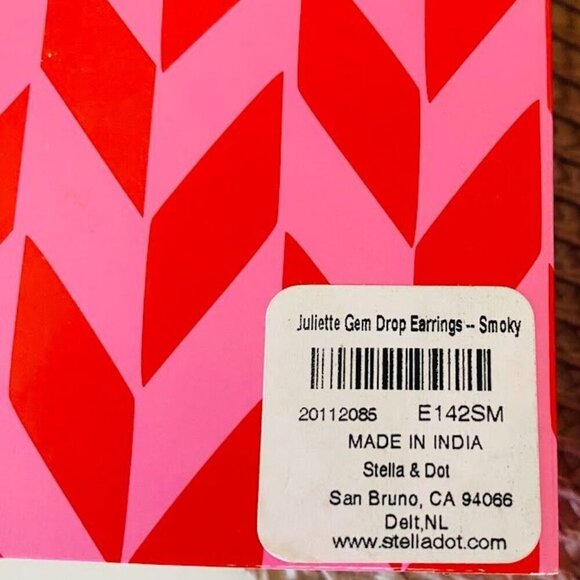 Juliette Gem Drop Earrings -- Smoky
20112085 E142SM
MADE IN INDIA
Stella & Dot
San Bruno, CA 94066
Delt,NL
www.stelladot.com